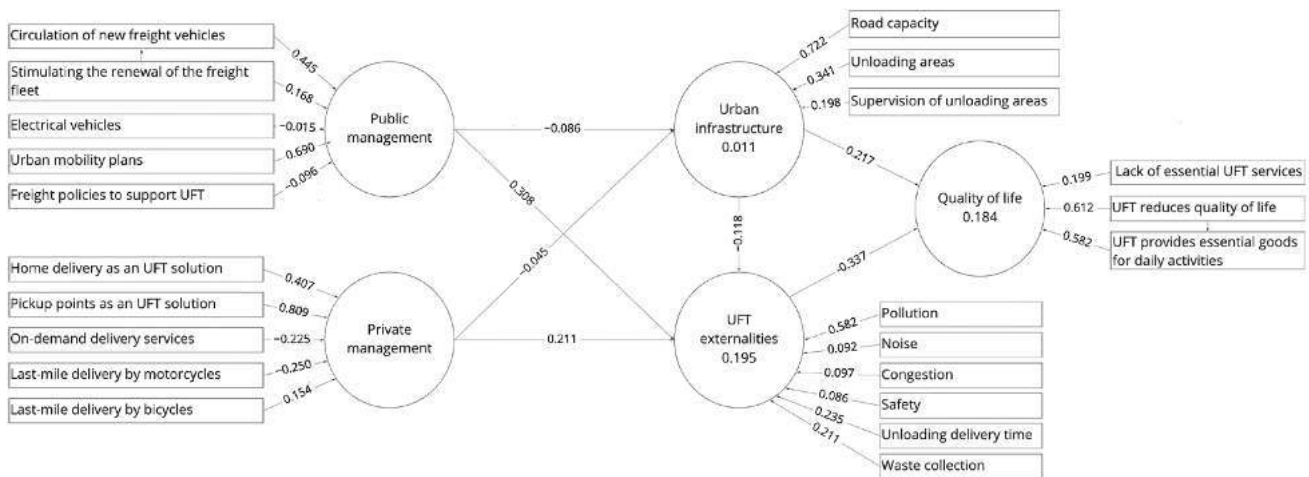 Circulation of new freight vehicles
Stimulating the renewal of the freight
fleet
Electrical vehicles
Urban mobility plans
Freight policies to support UFT
0.445
0.168
−0.015
0.690
−0.096
Public
management
Home delivery as an UFT solution
Pickup points as an UFT solution
On-demand delivery services
Last-mile delivery by motorcycles
Last-mile delivery by bicycles
0.407
0.809
−0.225
−0.250
0.154
Private
management
−0.086
0.308
−0.045
0.211
Urban
infrastructure
0.011
Road capacity
Unloading areas
Supervision of unloading areas
0.722
0.341
0.198
−0.118
0.217
−0.337
UFT
externalities
0.195
Pollution
Noise
Congestion
Safety
Unloading delivery time
Waste collection
0.582
0.092
0.097
0.086
0.235
0.211
Quality of life
0.184
0.199
0.612
0.582
Lack of essential UFT services
UFT reduces quality of life
UFT provides essential goods
for daily activities